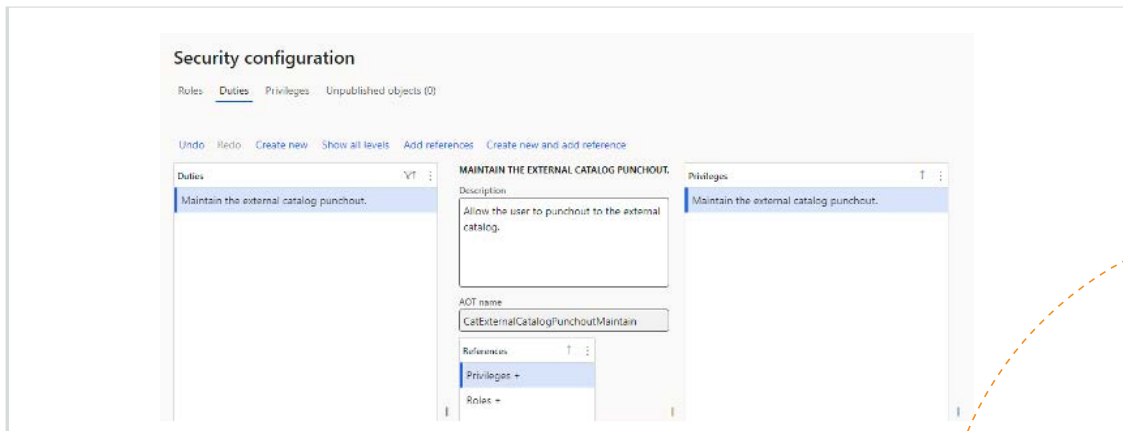 Security configuration
Roles Duties Privileges Unpublished objects (0)
Undo Redo Create new Show all levels Add references Create new and add reference
Duties
Maintain the external catalog punchout.
MAINTAIN THE EXTERNAL CATALOG PUNCHOUT.
Description
Allow the user to punchout to the external
catalog.
AOT name
CatExternalCatalogPunchoutMaintain
References
Privileges +
Roles +
Privileges
Maintain the external catalog punchout.